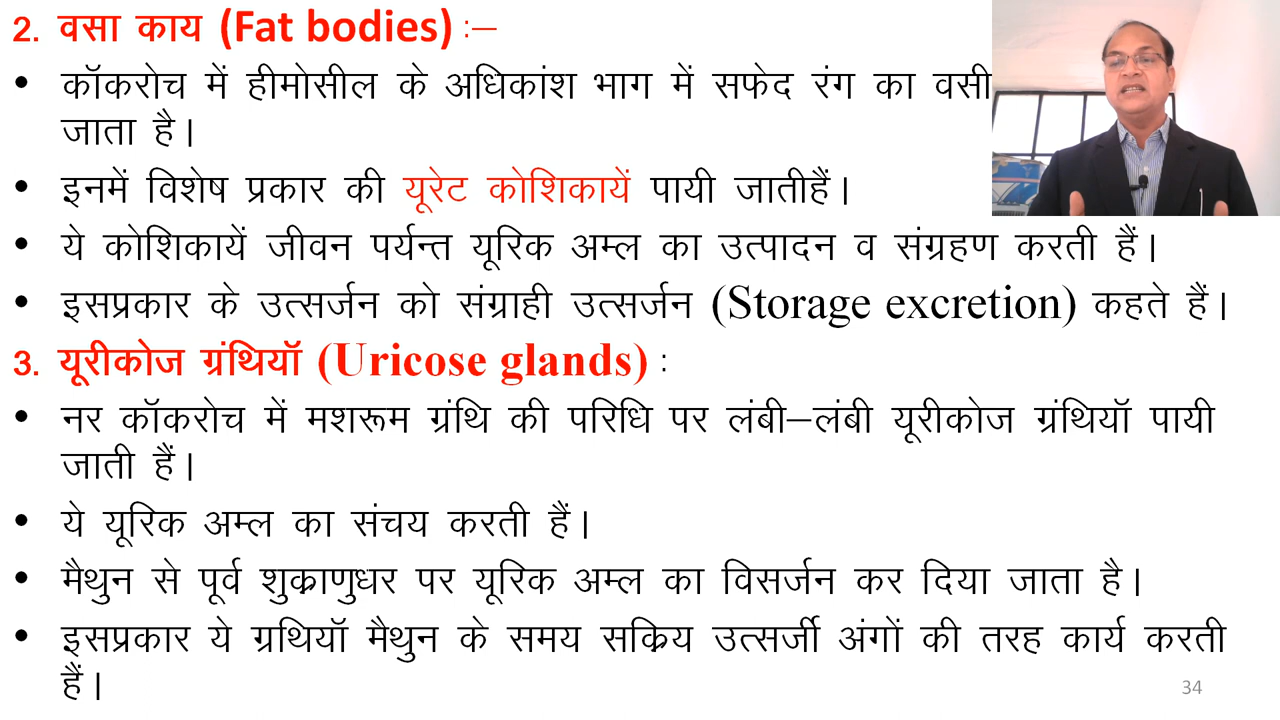 2. वसा काय (Fat bodies) :–
• कॉकरोच में हीमोसील के अधिकांश भाग में सफेद रंग का वसी
जाता है।
• इनमें विशेष प्रकार की यूरेट कोशिकायें पायी जातीहैं।
• ये कोशिकायें जीवन पर्यन्त यूरिक अम्ल का उत्पादन व संग्रहण करती हैं।
• इसप्रकार के उत्सर्जन को संग्राही उत्सर्जन (Storage excretion) कहते हैं।
3. यूरीकोज ग्रंथियॉ (Uricose glands) :
• नर कॉकरोच में मशरूम ग्रंथि की परिधि पर लंबी–लंबी यूरीकोज ग्रंथियॉ पायी
जाती हैं।
• ये यूरिक अम्ल का संचय करती हैं।
• मैथुन से पूर्व शुक्राणुधर पर यूरिक अम्ल का विसर्जन कर दिया जाता है।
• इसप्रकार ये ग्रथियॉ मैथुन के समय सक्रिय उत्सर्जी अंगों की तरह कार्य करती
हैं।
34